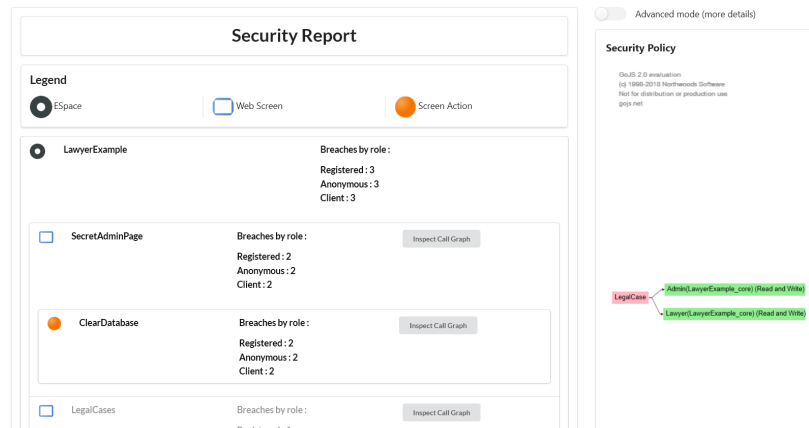 Security Report
Legend
ESpace
Web Screen
Screen Action
LawyerExample
Breaches by role :
Registered : 3
Anonymous : 3
Client : 3
SecretAdminPage
Breaches by role :
Inspect Call Graph
Registered : 2
Anonymous : 2
Client : 2
ClearDatabase
Breaches by role :
Inspect Call Graph
Registered : 2
Anonymous : 2
Client : 2
LegalCases
Breaches by role :
Inspect Call Graph
Advanced mode (more details)
Security Policy
GoJS 2.0 evaluation
(c) 1998-2018 Northwoods Software
Not for distribution or production use
gojs.net
LegalCase
Admin(LawyerExample_core) (Read and Write)
Lawyer(LawyerExample_core) (Read and Write)